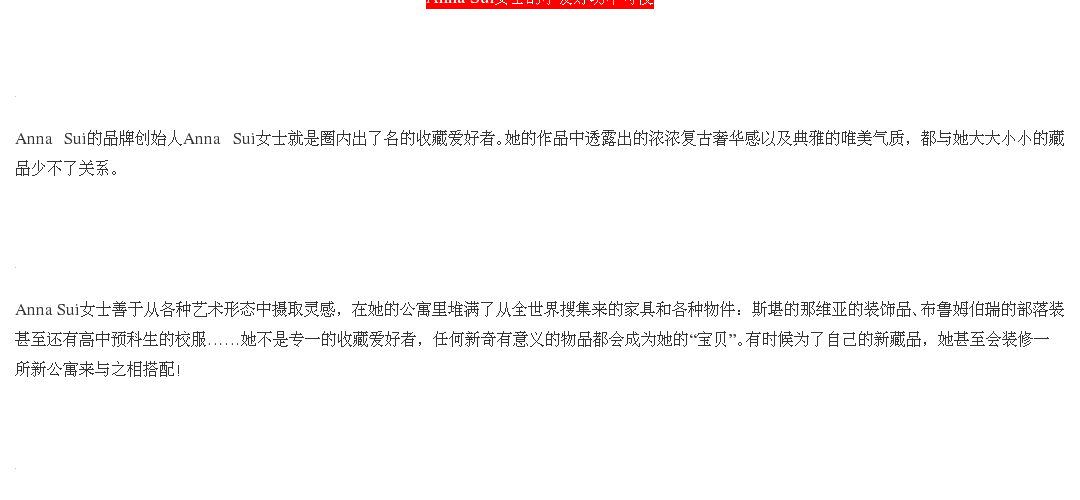 Anna Sui女士的
Anna Sui的品牌创始人Anna Sui女士就是圈内出了名的收藏爱好者。她的作品中透露出的浓浓复古奢华感以及典雅的唯美气质，都与她大大小小的藏
品少不了关系。
Anna Sui女士善于从各种艺术形态中摄取灵感，在她的公寓里堆满了从全世界搜集来的家具和各种物件：斯堪的那维亚的装饰品、布鲁姆伯瑞的部落装
甚至还有高中预科生的校服……她不是专一的收藏爱好者，任何新奇有意义的物品都会成为她的“宝贝”。有时候为了自己的新藏品，她甚至会装修一
所新公寓来与之相搭配！